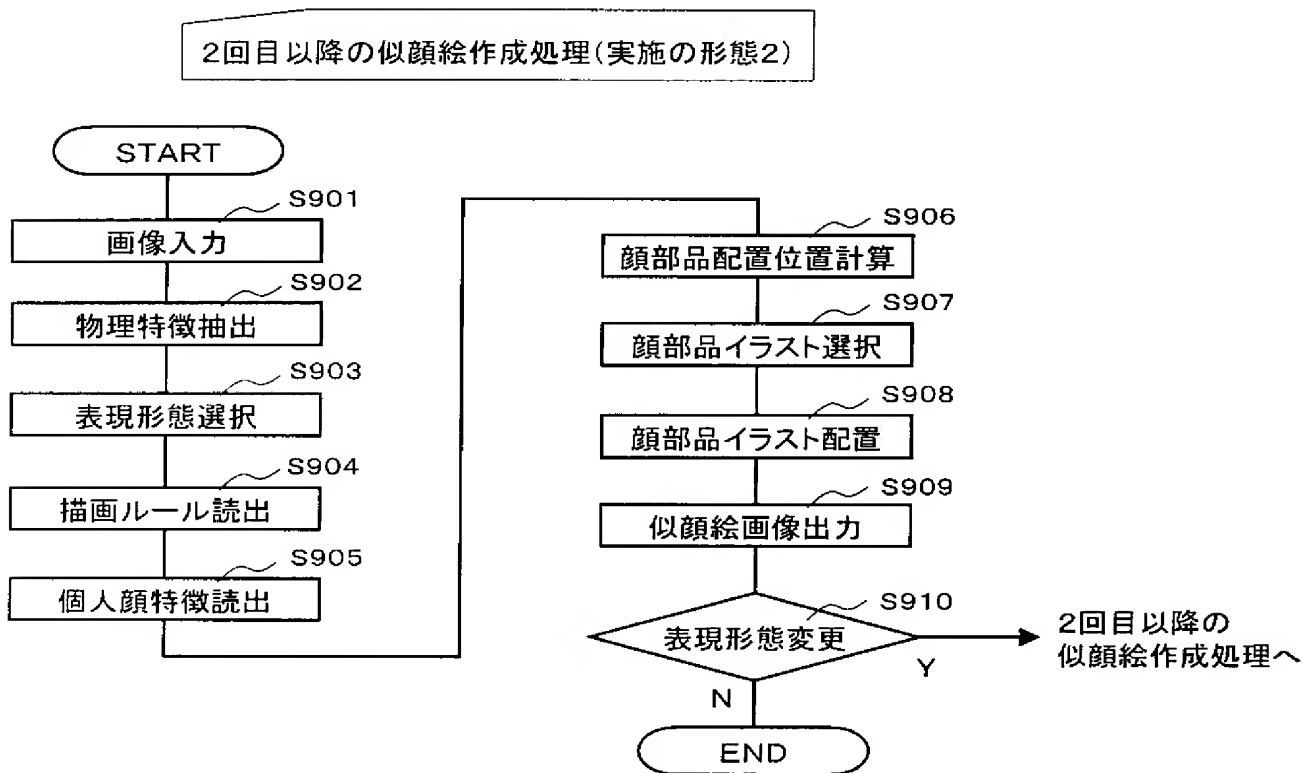 2回目以降の似顔絵作成処理(実施の形態2)
START
S901
画像入力
S902
物理特徴抽出
S903
表現形態選択
S904
描画ルール読出
S905
個人顔特徴読出
S906
顔部品配置位置計算
S907
顔部品イラスト選択
S908
顔部品イラスト配置
S909
似顔絵画像出力
S910
表現形態変更
Y
2回目以降の
似顔絵作成処理へ
N
END